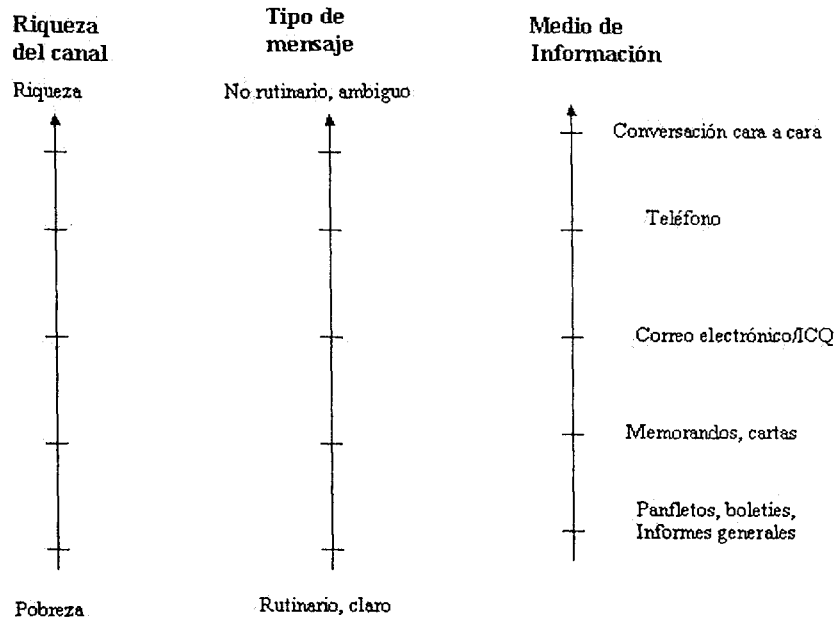 Riqueza
del canal
Riqueza
Pobreza
Tipo de
mensaje
No rutinario, ambiguo
Rutinario, claro
Medio de
Información
Conversación cara a cara
Teléfono
Correo electrónico/ICQ
Memorandos, cartas
Panfletos, boleties,
Informes generales